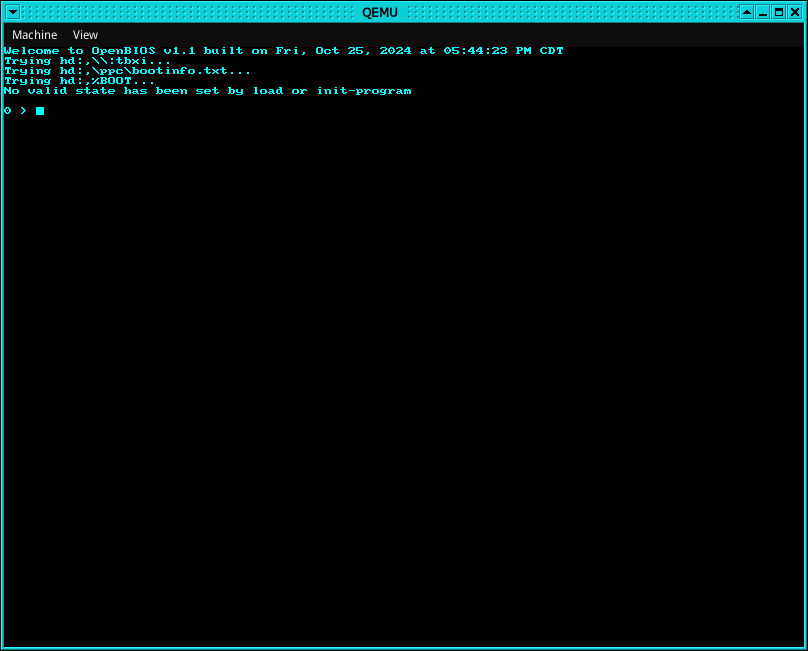 QEMU
Machine View
Welcome to OpenBIOS v1.1 built on Fri, Oct 25, 2024 at 05:44:23 PM CDT
Trying hd:,\\:tbxi...
Trying hd:,\ppc\bootinfo.txt...
Trying hd:,%BOOT...
No valid state has been set by load or init-program
0 >